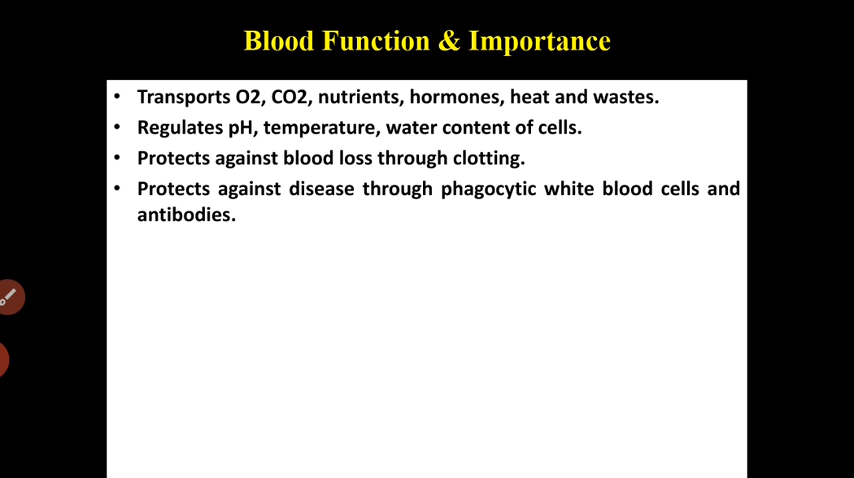 Blood Function & Importance
• Transports O2, CO2, nutrients, hormones, heat and wastes.
• Regulates pH, temperature, water content of cells.
• Protects against blood loss through clotting.
• Protects against disease through phagocytic white blood cells and
antibodies.